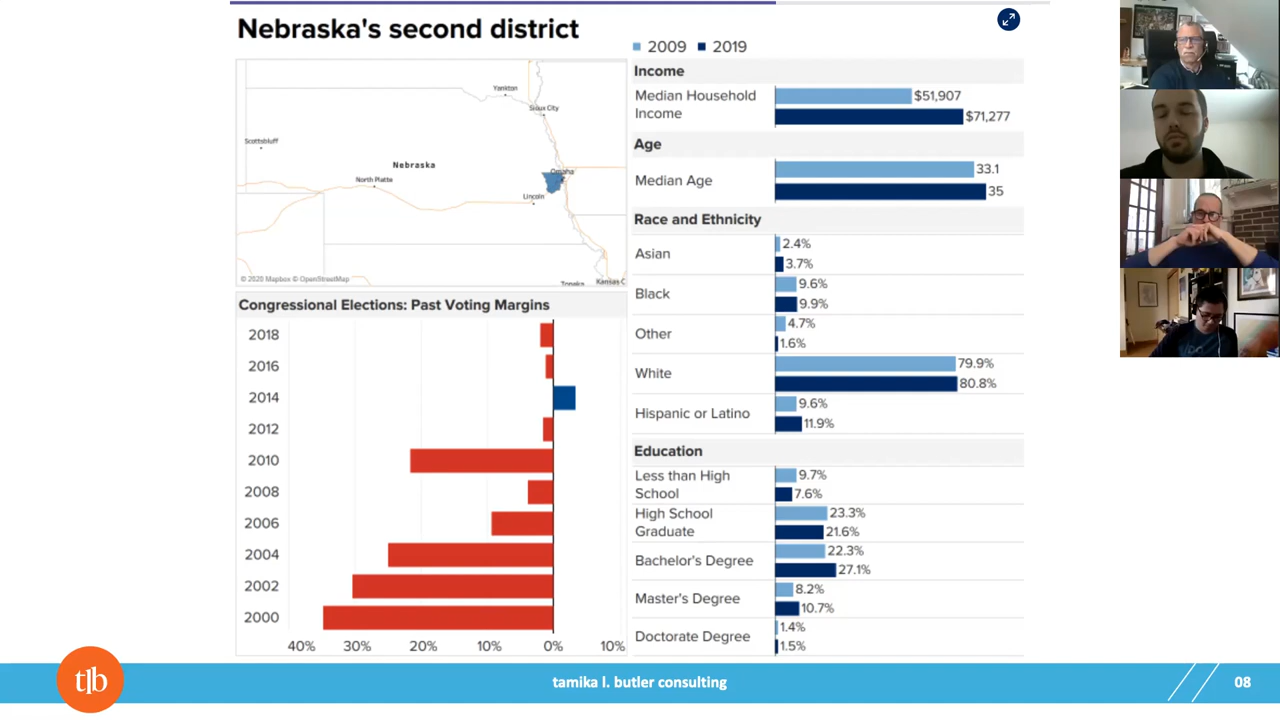 Nebraska's second district
2009 2019
Yankton
Sioux City
Scottsbluff
Nebraska
North Platte
Omaha
Lincoln
© 2020 Mapbox © OpenStreetMap
Topeka
Kansas C
Income
Median Household
Income
$51,907
$71,277
Age
Median Age
33.1
35
Race and Ethnicity
Asian
2.4%
3.7%
Black
9.6%
9.9%
Other
4.7%
1.6%
White
79.9%
80.8%
Hispanic or Latino
9.6%
11.9%
Education
Less than High
School
9.7%
7.6%
High School
Graduate
23.3%
21.6%
Bachelor's Degree
22.3%
27.1%
Master's Degree
8.2%
10.7%
Doctorate Degree
1.4%
1.5%
Congressional Elections: Past Voting Margins
2018
2016
2014
2012
2010
2008
2006
2004
2002
2000
40% 30% 20% 10% 0% 10%
tlb
tamika l. butler consulting
08